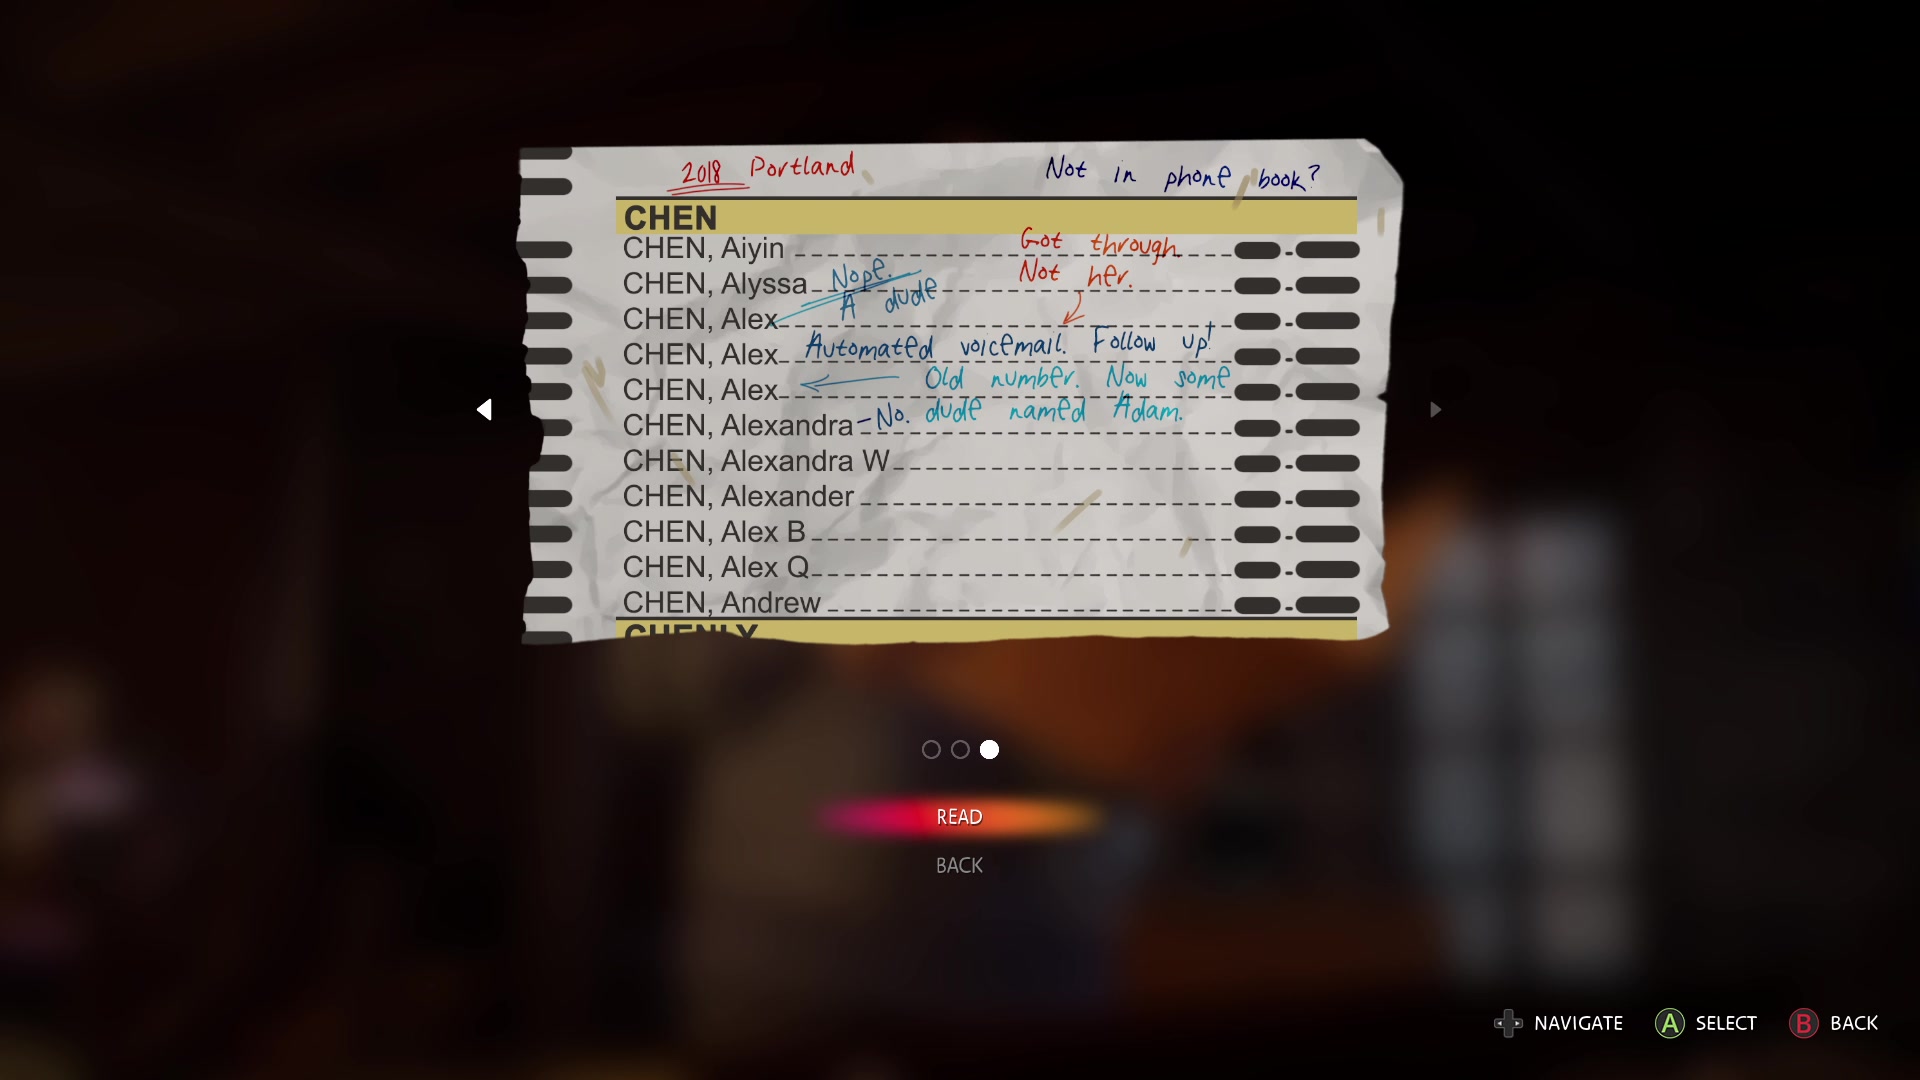 2018 Portland
Not in phone book?
CHEN
CHEN, Aiyin
Got through.
Not her.
CHEN, Alyssa
Nope.
A dude
CHEN, Alex
CHEN, Alex
Automated voicemail. Follow up!
CHEN, Alex
Old number. Now some
dude named Adam.
CHEN, Alexandra
- No.
CHEN, Alexandra W
CHEN, Alexander
CHEN, Alex B
CHEN, Alex Q
CHEN, Andrew
CHENLY
READ
BACK
NAVIGATE
A SELECT
B BACK